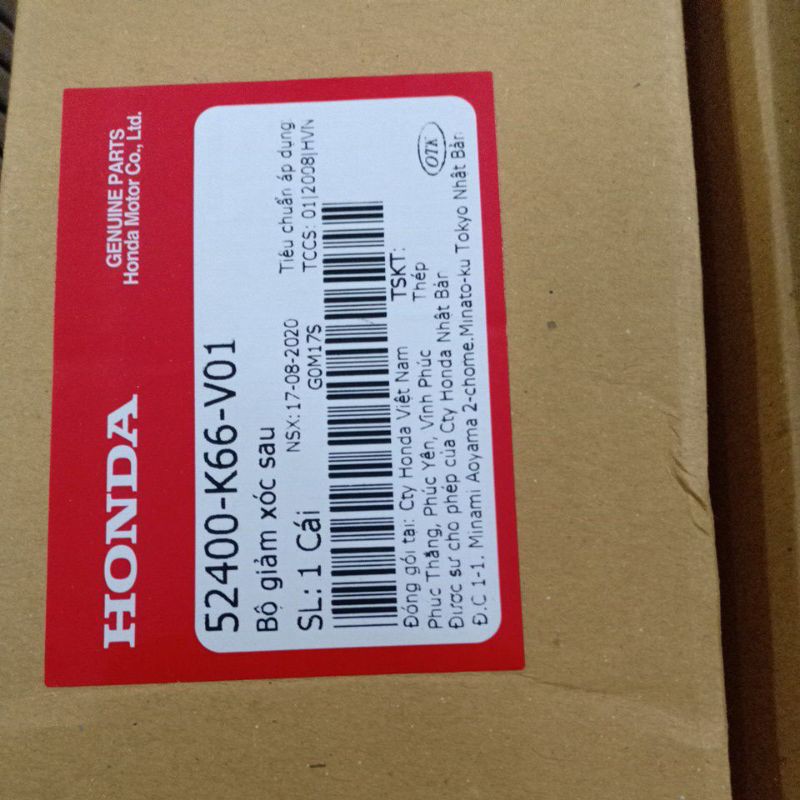 HONDA
GENUINE PARTS
Honda Motor Co., Ltd.
52400-K66-V01
Bộ giảm xóc sau
NSX:17-08-2020
Tiêu chuẩn áp dụng:
SL: 1 Cái
G0M17S
TCCS: 01|2008|HVN
Đóng gói tại: Cty Honda Việt Nam
TSKT:
Phuc Thắng, Phúc Yên, Vĩnh Phúc
Thép
Được sự cho phép của Cty Honda Nhật Bản
OTK
Đ.C 1-1. Minami Aoyama 2-chome.Minato-ku Tokyo Nhật Bản